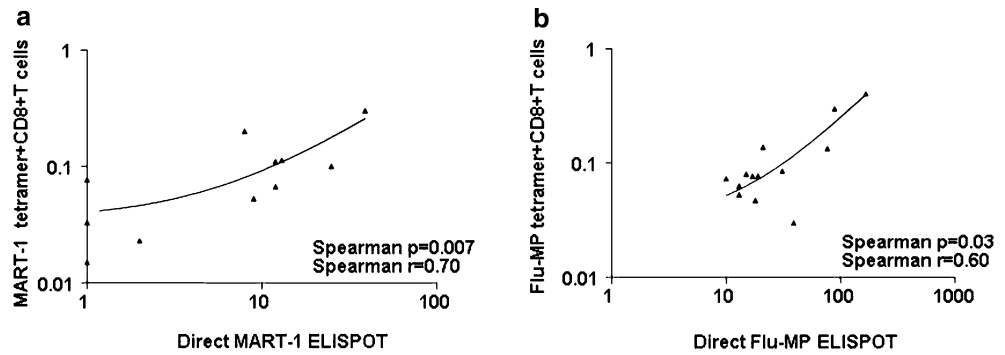 a
MART-1 tetramer+CD8+T cells
1
0.1
0.01
1
10
100
Spearman p=0.007
Spearman r=0.70
Direct MART-1 ELISPOT
b
Flu-MP tetramer+CD8+T cells
1
0.1
0.01
1
10
100
1000
Spearman p=0.03
Spearman r=0.60
Direct Flu-MP ELISPOT